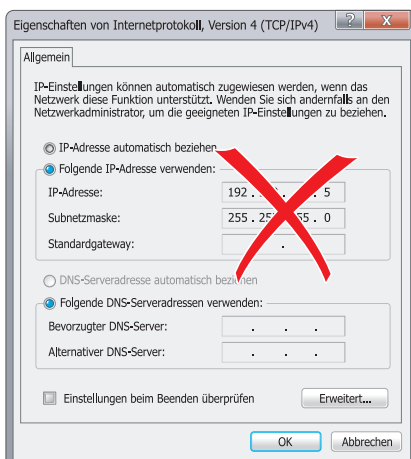 Eigenschaften von Internetprotokoll, Version 4 (TCP/IPv4)
Allgemein
IP-Einstellungen können automatisch zugewiesen werden, wenn das
Netzwerk diese Funktion unterstützt. Wenden Sie sich andernfalls an den
Netzwerkadministrator, um die geeigneten IP-Einstellungen zu beziehen.
IP-Adresse automatisch beziehen
Folgende IP-Adresse verwenden:
IP-Adresse: 192 . . . 5
Subnetzmaske: 255 . . . 0
Standardgateway:
DNS-Serveradresse automatisch beziehen
Folgende DNS-Serveradressen verwenden:
Bevorzugter DNS-Server: . . .
Alternativer DNS-Server: . . .
Einstellungen beim Beenden überprüfen Erweitert...
OK Abbrechen